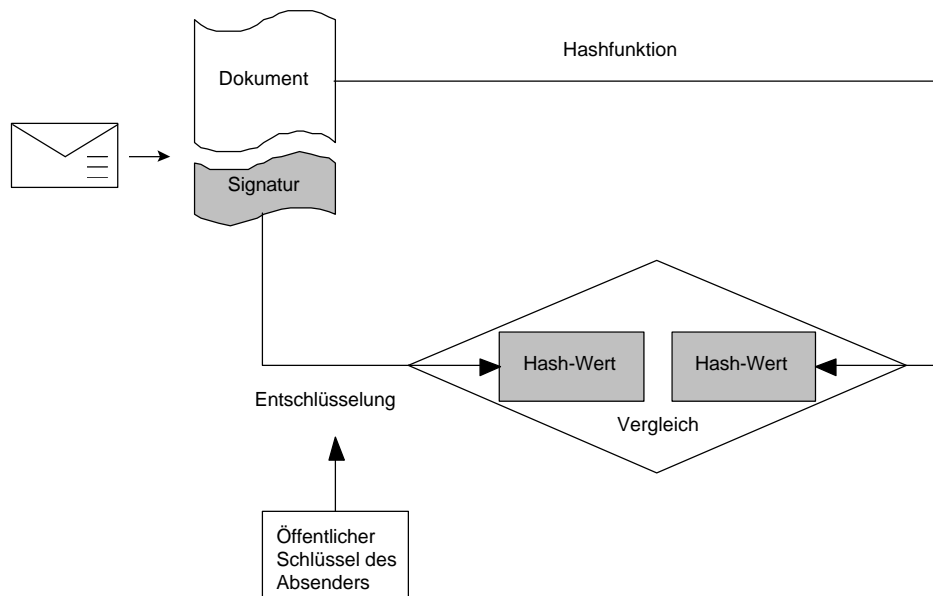 Hashfunktion
Dokument
Signatur
Hash-Wert
Hash-Wert
Vergleich
Entschlüsselung
Öffentlicher
Schlüssel des
Absenders